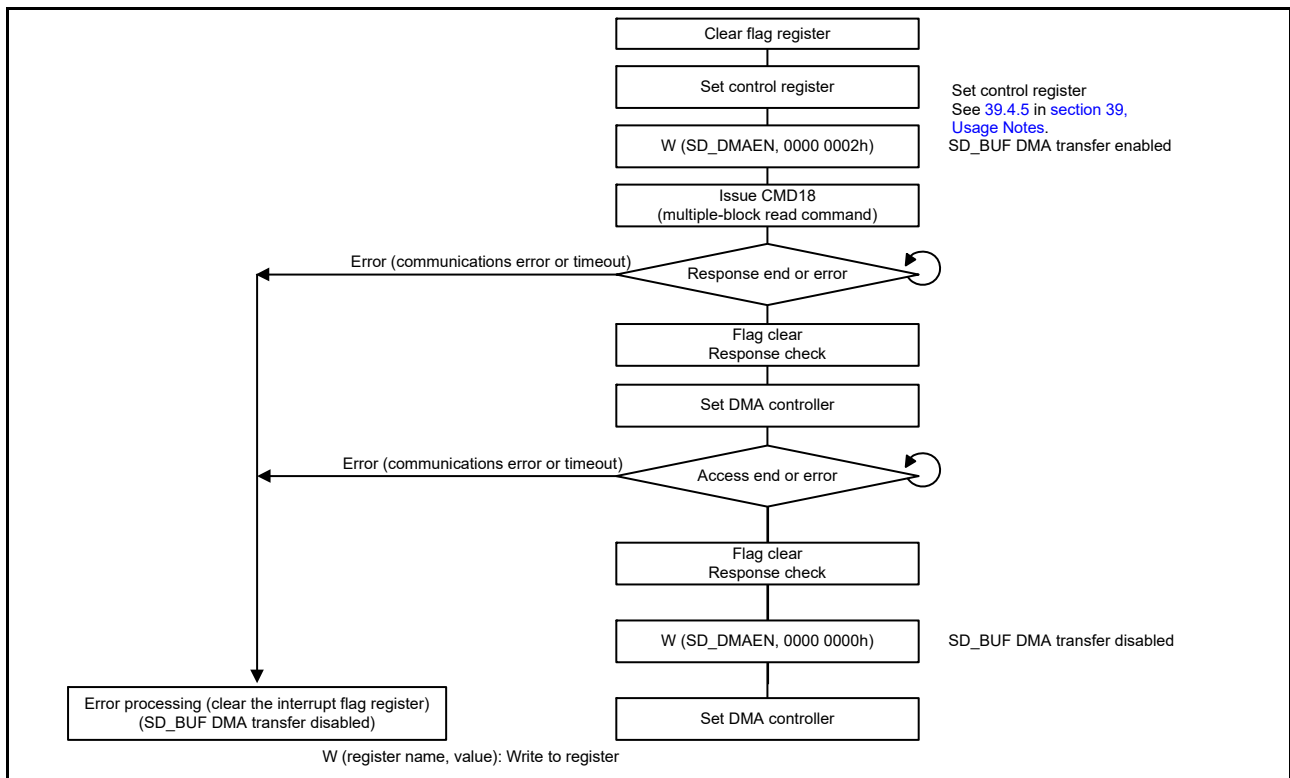 Clear flag register
Set control register
Set control register
See 39.4.5 in section 39,
Usage Notes.
W (SD_DMAEN, 0000 0002h)
SD_BUF DMA transfer enabled
Issue CMD18
(multiple-block read command)
Error (communications error or timeout)
Response end or error
Flag clear
Response check
Set DMA controller
Error (communications error or timeout)
Access end or error
Flag clear
Response check
W (SD_DMAEN, 0000 0000h)
SD_BUF DMA transfer disabled
Error processing (clear the interrupt flag register)
(SD_BUF DMA transfer disabled)
Set DMA controller
W (register name, value): Write to register